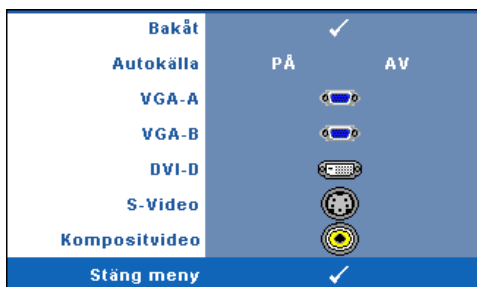 Bakåt
Autokälla PÅ AV
VGA-A
VGA-B
DVI-D
S-Video
Kompositvideo
Stäng meny